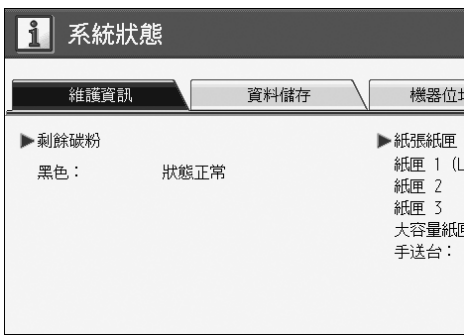 系統狀態
維護資訊 資料儲存 機器位
▶剩餘碳粉
黑色： 狀態正常
▶紙張紙匣
紙匣 1 (L
紙匣 2
紙匣 3
大容量紙匣
手送台：